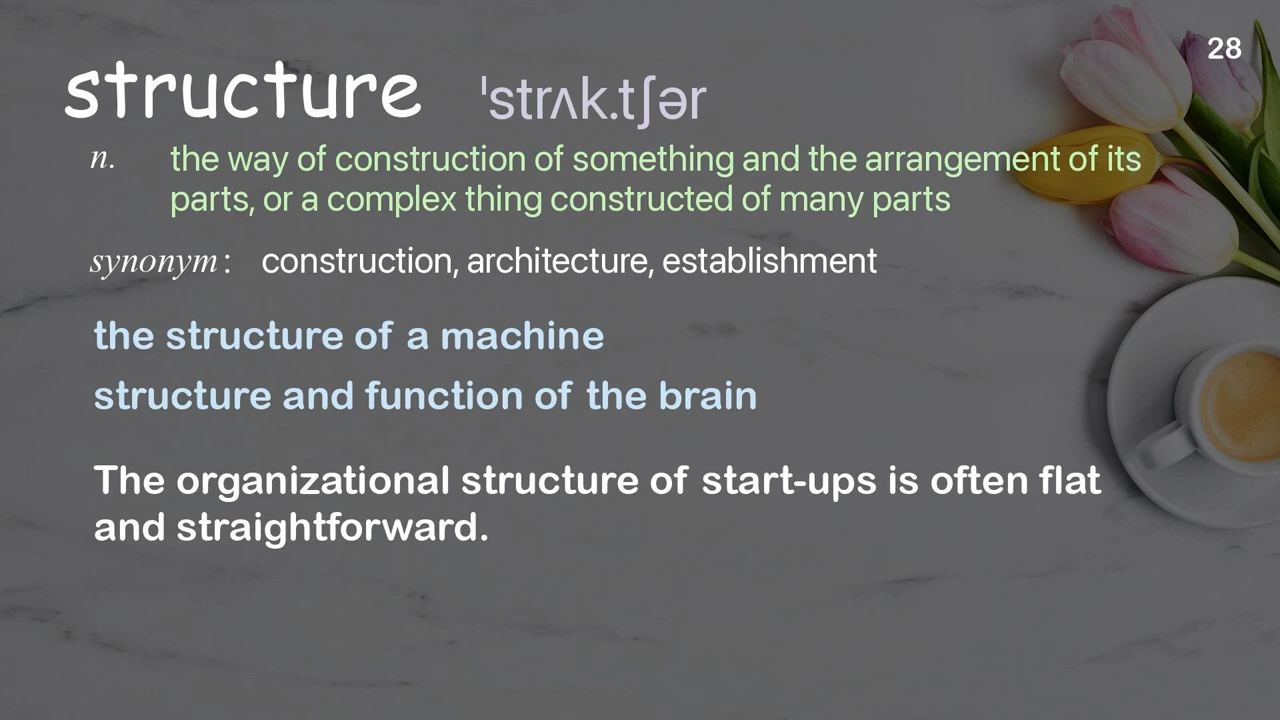 28
structure ˈstrʌk.tʃər
n. the way of construction of something and the arrangement of its
parts, or a complex thing constructed of many parts
synonym: construction, architecture, establishment
the structure of a machine
structure and function of the brain
The organizational structure of start-ups is often flat
and straightforward.